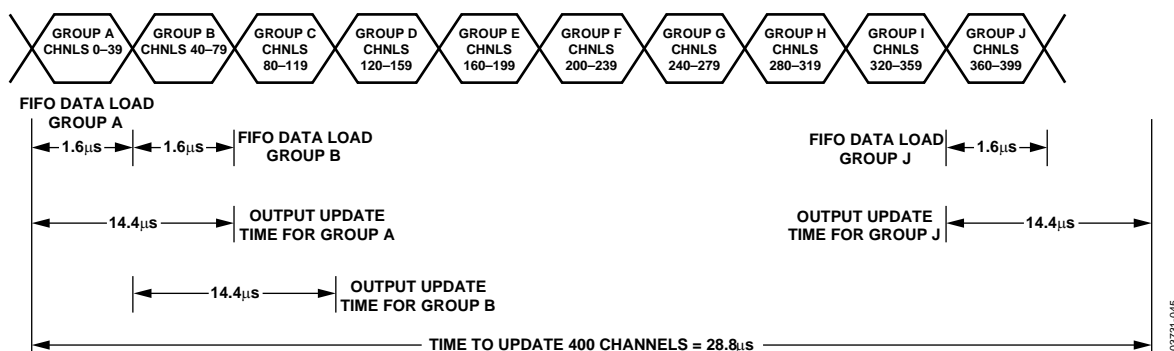 GROUP A
CHNLS 0–39
GROUP B
CHNLS 40–79
GROUP C
CHNLS
80–119
GROUP D
CHNLS
120–159
GROUP E
CHNLS
160–199
GROUP F
CHNLS
200–239
GROUP G
CHNLS
240–279
GROUP H
CHNLS
280–319
GROUP I
CHNLS
320–359
GROUP J
CHNLS
360–399
FIFO DATA LOAD
GROUP A
1.6µs
1.6µs
FIFO DATA LOAD
GROUP B
FIFO DATA LOAD
GROUP J
1.6µs
14.4µs
OUTPUT UPDATE
TIME FOR GROUP A
OUTPUT UPDATE
TIME FOR GROUP J
14.4µs
14.4µs
OUTPUT UPDATE
TIME FOR GROUP B
TIME TO UPDATE 400 CHANNELS = 28.8µs